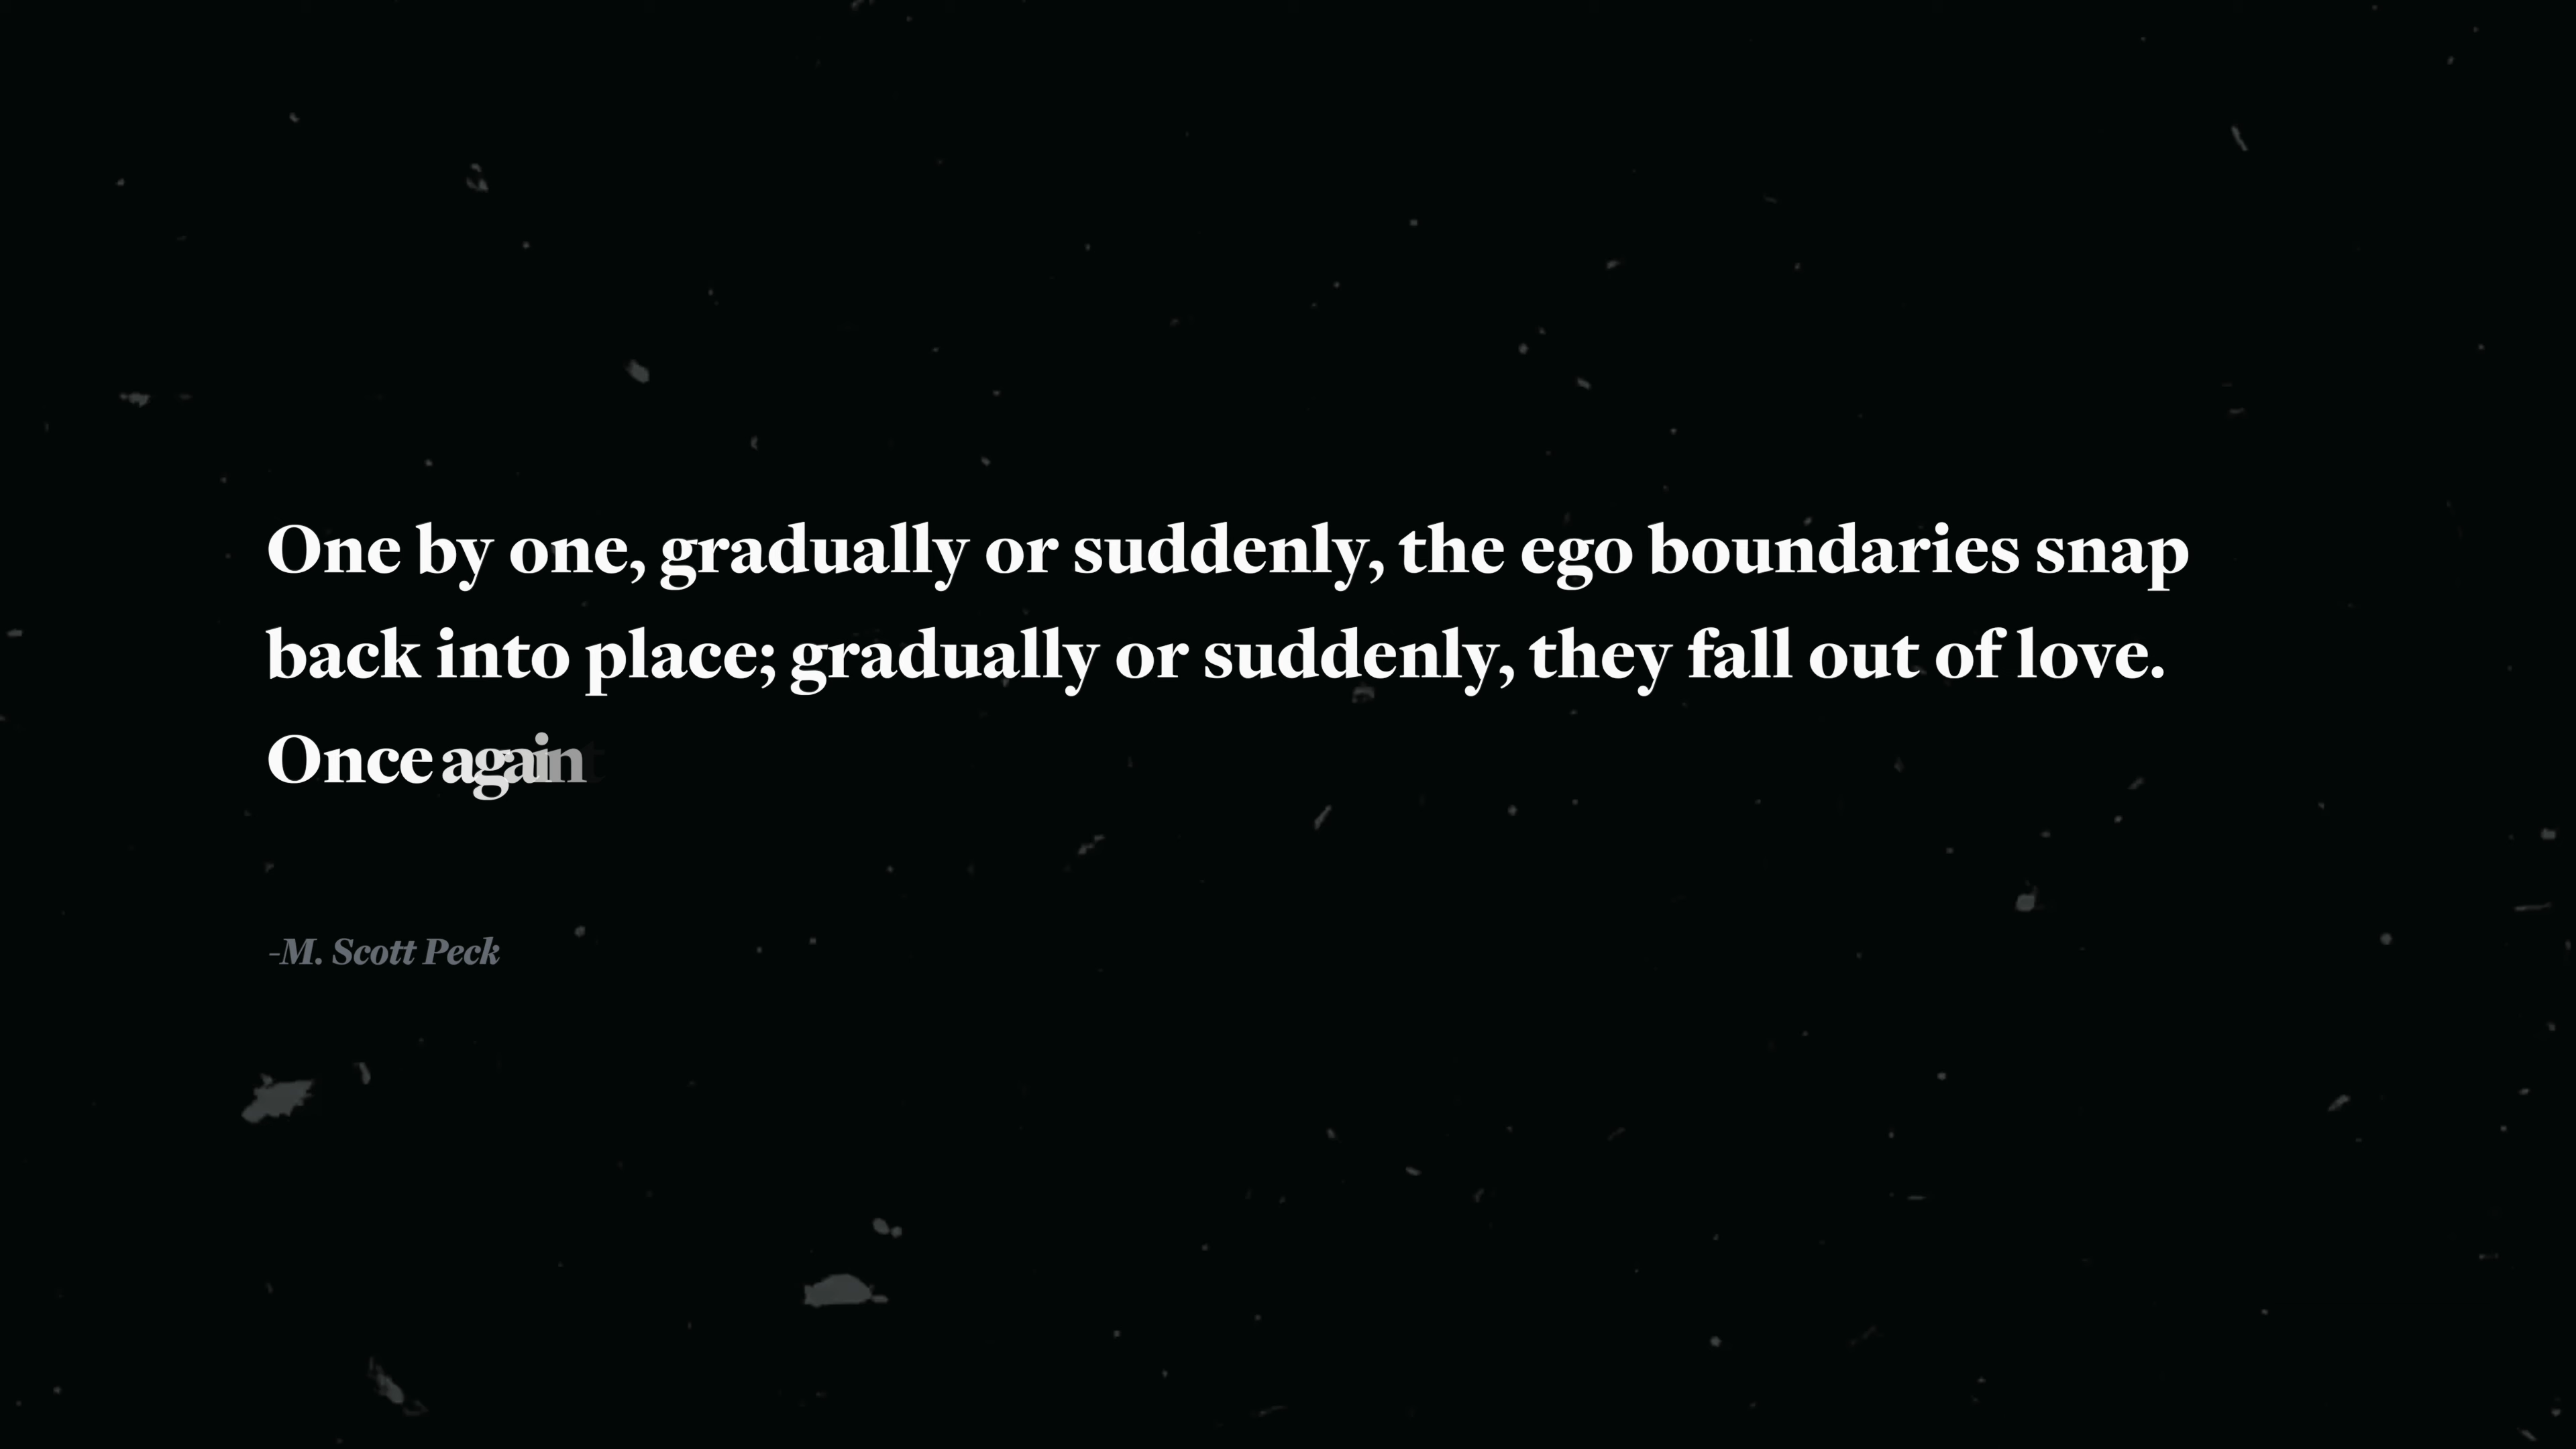 One by one, gradually or suddenly, the ego boundaries snap
back into place; gradually or suddenly, they fall out of love.
Once again
-M. Scott Peck